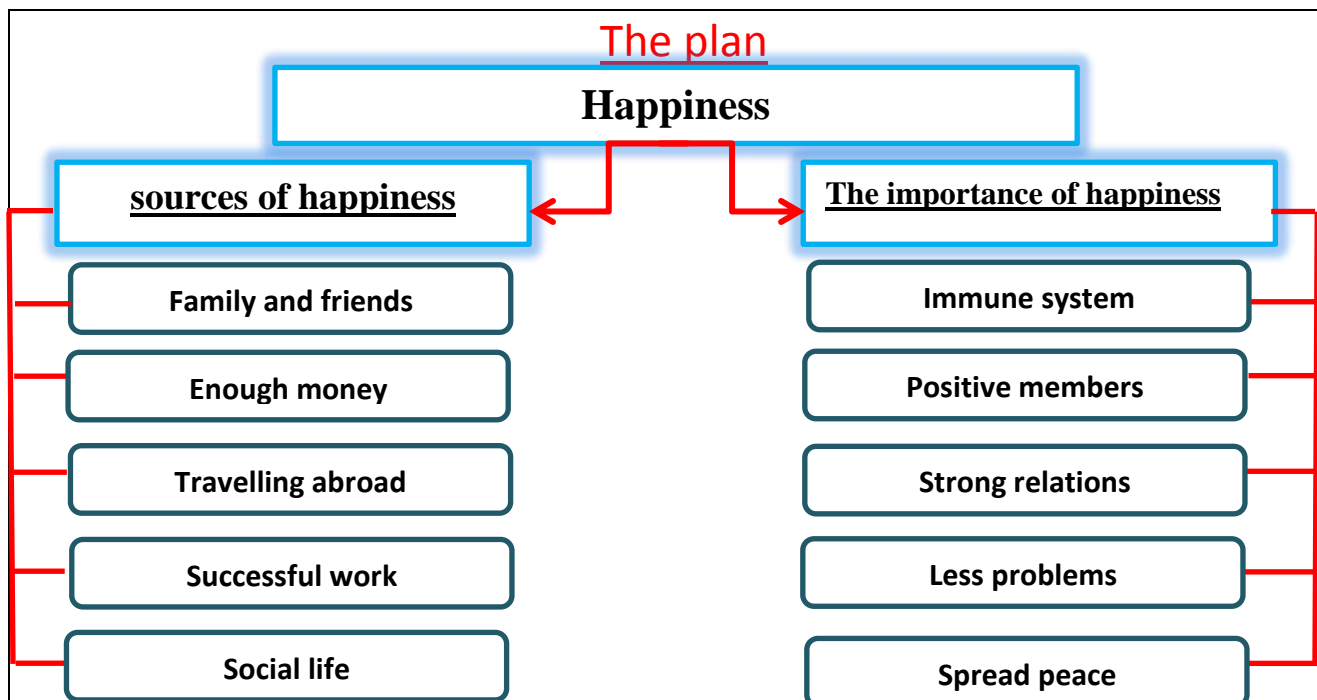 The plan
Happiness
sources of happiness
Family and friends
Enough money
Travelling abroad
Successful work
Social life
The importance of happiness
Immune system
Positive members
Strong relations
Less problems
Spread peace